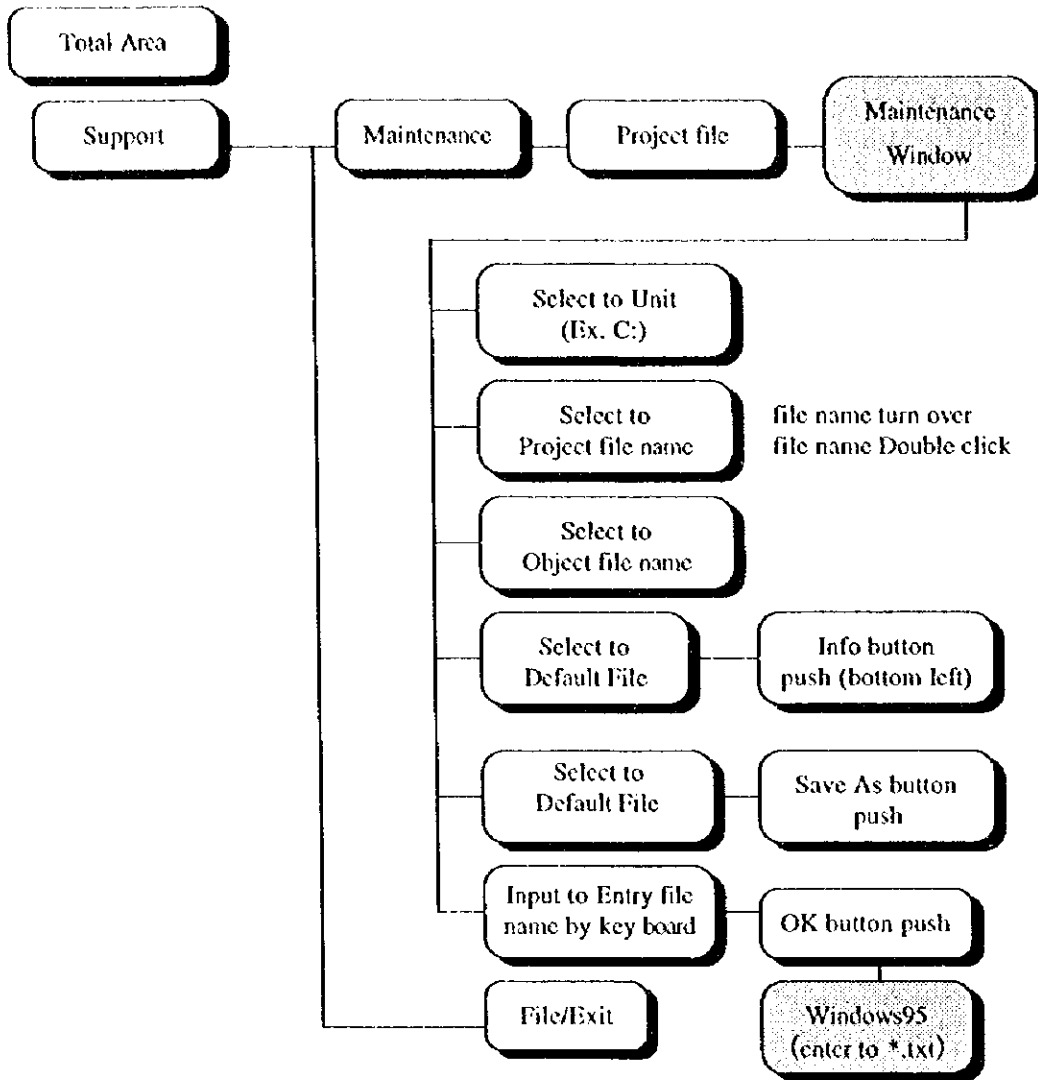 Total Area
Support
Maintenance
Project file
Maintenance
Window
Select to Unit
(Ex. C:)
Select to
Project file name
file name turn over
file name Double click
Select to
Object file name
Select to
Default File
Info button
push (bottom left)
Select to
Default File
Save As button
push
Input to Entry file
name by key board
OK button push
File/Exit
Windows95
(enter to *.txt)